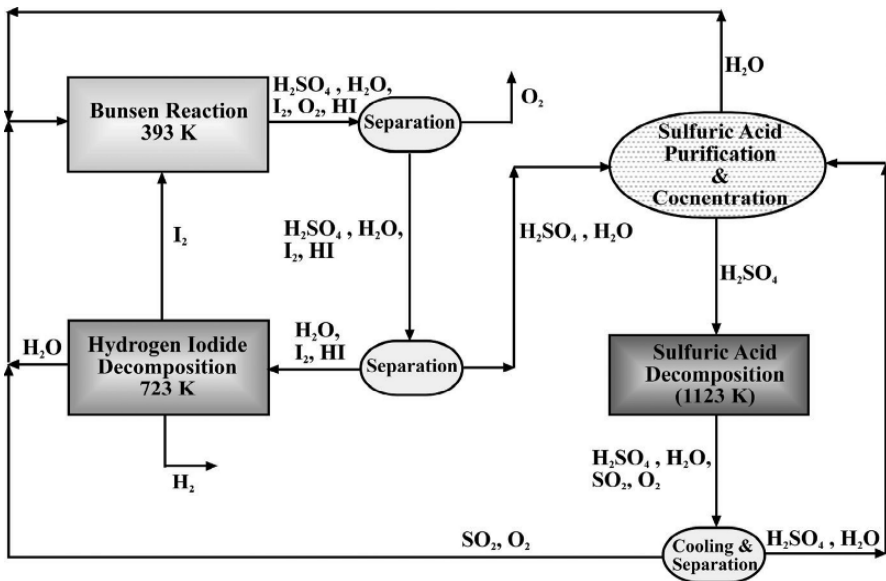 H₂O
Bunsen Reaction
393 K
H₂SO₄ , H₂O,
I₂, O₂, HI
Separation
O₂
Sulfuric Acid
Purification
&
Cocnentration
I₂
H₂SO₄ , H₂O,
I₂, HI
H₂SO₄ , H₂O
H₂SO₄
H₂O
Hydrogen Iodide
Decomposition
723 K
H₂O,
I₂, HI
Separation
Sulfuric Acid
Decomposition
(1123 K)
H₂
H₂SO₄ , H₂O,
SO₂, O₂
SO₂, O₂
Cooling &
Separation
H₂SO₄ , H₂O